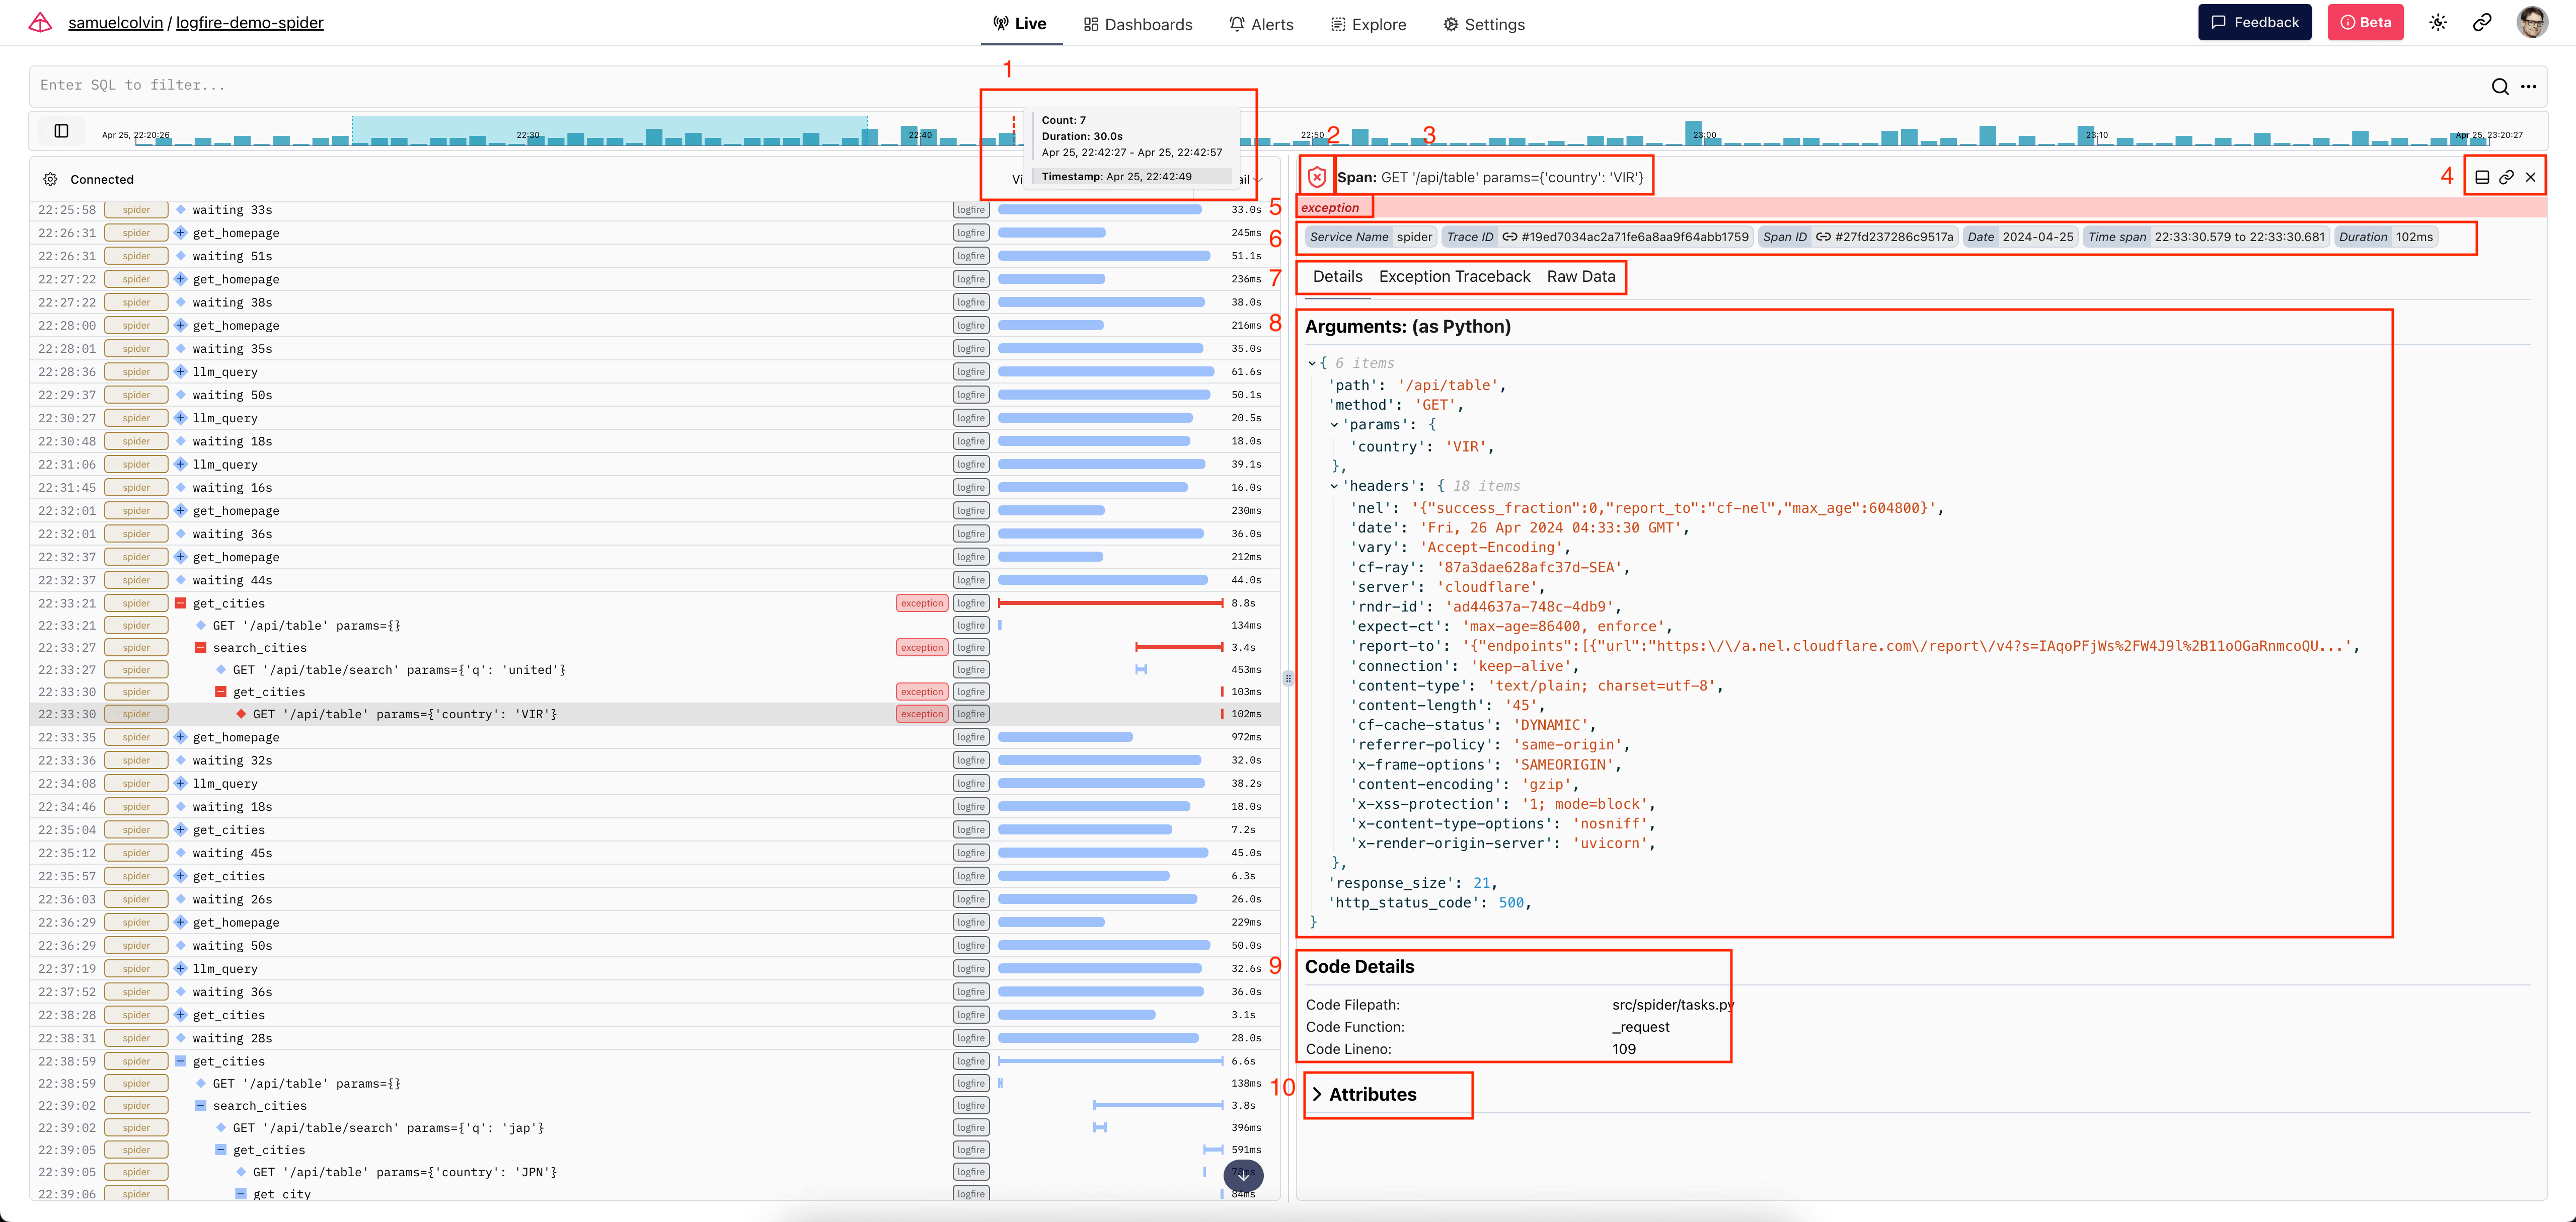 samuelcolvin / logfire-demo-spider
Live Dashboards Alerts Explore Settings
Feedback Beta
1
Enter SQL to filter...
Apr 25, 22:20:26 22:30 22:40 22:50 23:00 23:10 Apr 25, 23:20:27
Count: 7
Duration: 30.0s
Apr 25, 22:42:27 - Apr 25, 22:42:57
Timestamp: Apr 25, 22:42:49
Connected
22:25:58 spider waiting 33s logfire 33.0s
22:26:31 spider get_homepage logfire 245ms
22:26:31 spider waiting 51s logfire 51.1s
22:27:22 spider get_homepage logfire 236ms
22:27:22 spider waiting 38s logfire 38.0s
22:28:00 spider get_homepage logfire 216ms
22:28:01 spider waiting 35s logfire 35.0s
22:28:36 spider llm_query logfire 61.6s
22:29:37 spider waiting 50s logfire 50.1s
22:30:27 spider llm_query logfire 20.5s
22:30:48 spider waiting 18s logfire 18.0s
22:31:06 spider llm_query logfire 39.1s
22:31:45 spider waiting 16s logfire 16.0s
22:32:01 spider get_homepage logfire 230ms
22:32:01 spider waiting 36s logfire 36.0s
22:32:37 spider get_homepage logfire 212ms
22:32:37 spider waiting 44s logfire 44.0s
22:33:21 spider get_cities exception logfire 8.8s
22:33:21 spider GET '/api/table' params={} logfire 134ms
22:33:27 spider search_cities exception logfire 3.4s
22:33:27 spider GET '/api/table/search' params={'q': 'united'} logfire 453ms
22:33:30 spider get_cities exception logfire 103ms
22:33:30 spider GET '/api/table' params={'country': 'VIR'} exception logfire 102ms
22:33:35 spider get_homepage logfire 972ms
22:33:36 spider waiting 32s logfire 32.0s
22:34:08 spider llm_query logfire 38.2s
22:34:46 spider waiting 18s logfire 18.0s
22:35:04 spider get_cities logfire 7.2s
22:35:12 spider waiting 45s logfire 45.0s
22:35:57 spider get_cities logfire 6.3s
22:36:03 spider waiting 26s logfire 26.0s
22:36:29 spider get_homepage logfire 229ms
22:36:29 spider waiting 50s logfire 50.0s
22:37:19 spider llm_query logfire 32.6s
22:37:52 spider waiting 36s logfire 36.0s
22:38:28 spider get_cities logfire 3.1s
22:38:31 spider waiting 28s logfire 28.0s
22:38:59 spider get_cities logfire 6.6s
22:38:59 spider GET '/api/table' params={} logfire 138ms
22:39:02 spider search_cities logfire 3.8s
22:39:02 spider GET '/api/table/search' params={'q': 'jap'} logfire 396ms
22:39:05 spider get_cities logfire 591ms
22:39:05 spider GET '/api/table' params={'country': 'JPN'} logfire
22:39:06 spider get_city logfire 84ms
2 3
Span: GET '/api/table' params={'country': 'VIR'}
4
5 exception
6 Service Name spider Trace ID #19ed7034ac2a71fe6a8aa9f64abb1759 Span ID #27fd237286c9517a Date 2024-04-25 Time span 22:33:30.579 to 22:33:30.681 Duration 102ms
7 Details Exception Traceback Raw Data
8 Arguments: (as Python)
{ 6 items
'path': '/api/table',
'method': 'GET',
'params': {
'country': 'VIR',
},
'headers': { 18 items
'nel': '{"success_fraction":0,"report_to":"cf-nel","max_age":604800}',
'date': 'Fri, 26 Apr 2024 04:33:30 GMT',
'vary': 'Accept-Encoding',
'cf-ray': '87a3dae628afc37d-SEA',
'server': 'cloudflare',
'rndr-id': 'ad44637a-748c-4db9',
'expect-ct': 'max-age=86400, enforce',
'report-to': '{"endpoints":[{"url":"https:\/\/a.nel.cloudflare.com\/report\/v4?s=IAqoPFjWs%2FW4J9l%2B11oOGaRnmcoQU...',
'connection': 'keep-alive',
'content-type': 'text/plain; charset=utf-8',
'content-length': '45',
'cf-cache-status': 'DYNAMIC',
'referrer-policy': 'same-origin',
'x-frame-options': 'SAMEORIGIN',
'content-encoding': 'gzip',
'x-xss-protection': '1; mode=block',
'x-content-type-options': 'nosniff',
'x-render-origin-server': 'uvicorn',
},
'response_size': 21,
'http_status_code': 500,
}
9 Code Details
Code Filepath: src/spider/tasks.py
Code Function: _request
Code Lineno: 109
10 Attributes